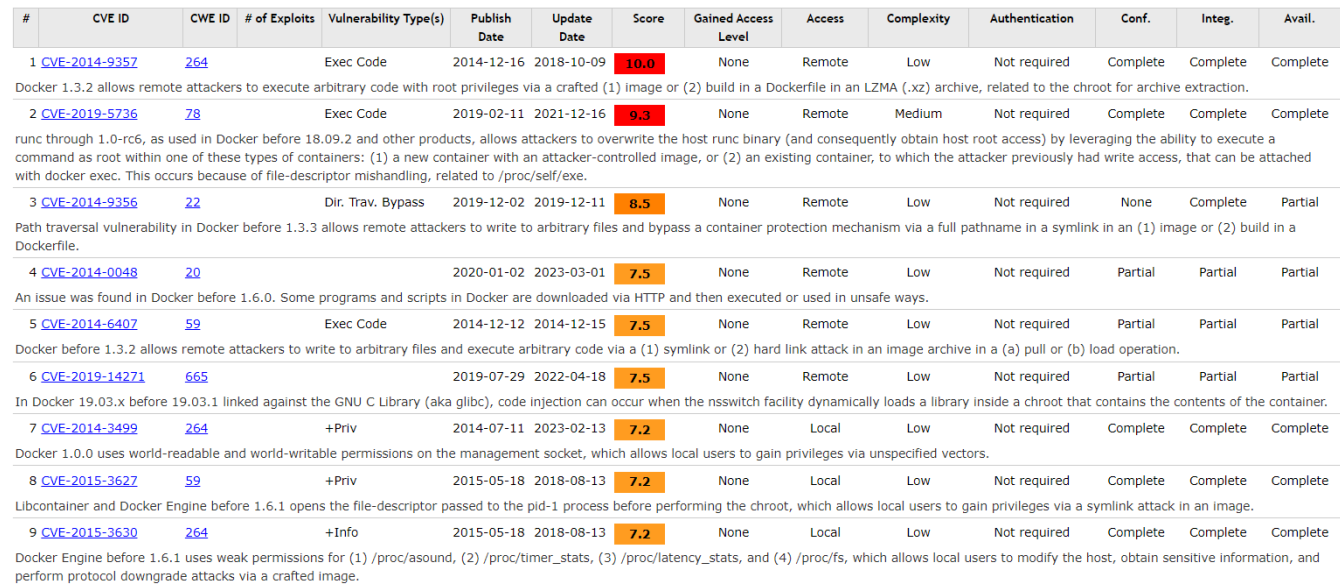 # CVE ID CWE ID # of Exploits Vulnerability Type(s) Publish Date Update Date Score Gained Access Level Access Complexity Authentication Conf. Integ. Avail.
1 CVE-2014-9357 264 Exec Code 2014-12-16 2018-10-09 10.0 None Remote Low Not required Complete Complete Complete
Docker 1.3.2 allows remote attackers to execute arbitrary code with root privileges via a crafted (1) image or (2) build in a Dockerfile in an LZMA (.xz) archive, related to the chroot for archive extraction.
2 CVE-2019-5736 78 Exec Code 2019-02-11 2021-12-16 9.3 None Remote Medium Not required Complete Complete Complete
runc through 1.0-rc6, as used in Docker before 18.09.2 and other products, allows attackers to overwrite the host runc binary (and consequently obtain host root access) by leveraging the ability to execute a
command as root within one of these types of containers: (1) a new container with an attacker-controlled image, or (2) an existing container, to which the attacker previously had write access, that can be attached
with docker exec. This occurs because of file-descriptor mishandling, related to /proc/self/exe.
3 CVE-2014-9356 22 Dir. Trav. Bypass 2019-12-02 2019-12-11 8.5 None Remote Low Not required None Complete Partial
Path traversal vulnerability in Docker before 1.3.3 allows remote attackers to write to arbitrary files and bypass a container protection mechanism via a full pathname in a symlink in an (1) image or (2) build in a
Dockerfile.
4 CVE-2014-0048 20 2020-01-02 2023-03-01 7.5 None Remote Low Not required Partial Partial Partial
An issue was found in Docker before 1.6.0. Some programs and scripts in Docker are downloaded via HTTP and then executed or used in unsafe ways.
5 CVE-2014-6407 59 Exec Code 2014-12-12 2014-12-15 7.5 None Remote Low Not required Partial Partial Partial
Docker before 1.3.2 allows remote attackers to write to arbitrary files and execute arbitrary code via a (1) symlink or (2) hard link attack in an image archive in a (a) pull or (b) load operation.
6 CVE-2019-14271 665 2019-07-29 2022-04-18 7.5 None Remote Low Not required Partial Partial Partial
In Docker 19.03.x before 19.03.1 linked against the GNU C Library (aka glibc), code injection can occur when the nsswitch facility dynamically loads a library inside a chroot that contains the contents of the container.
7 CVE-2014-3499 264 +Priv 2014-07-11 2023-02-13 7.2 None Local Low Not required Complete Complete Complete
Docker 1.0.0 uses world-readable and world-writable permissions on the management socket, which allows local users to gain privileges via unspecified vectors.
8 CVE-2015-3627 59 +Priv 2015-05-18 2018-08-13 7.2 None Local Low Not required Complete Complete Complete
Libcontainer and Docker Engine before 1.6.1 opens the file-descriptor passed to the pid-1 process before performing the chroot, which allows local users to gain privileges via a symlink attack in an image.
9 CVE-2015-3630 264 +Info 2015-05-18 2018-08-13 7.2 None Local Low Not required Complete Complete Complete
Docker Engine before 1.6.1 uses weak permissions for (1) /proc/asound, (2) /proc/timer_stats, (3) /proc/latency_stats, and (4) /proc/fs, which allows local users to modify the host, obtain sensitive information, and
perform protocol downgrade attacks via a crafted image.